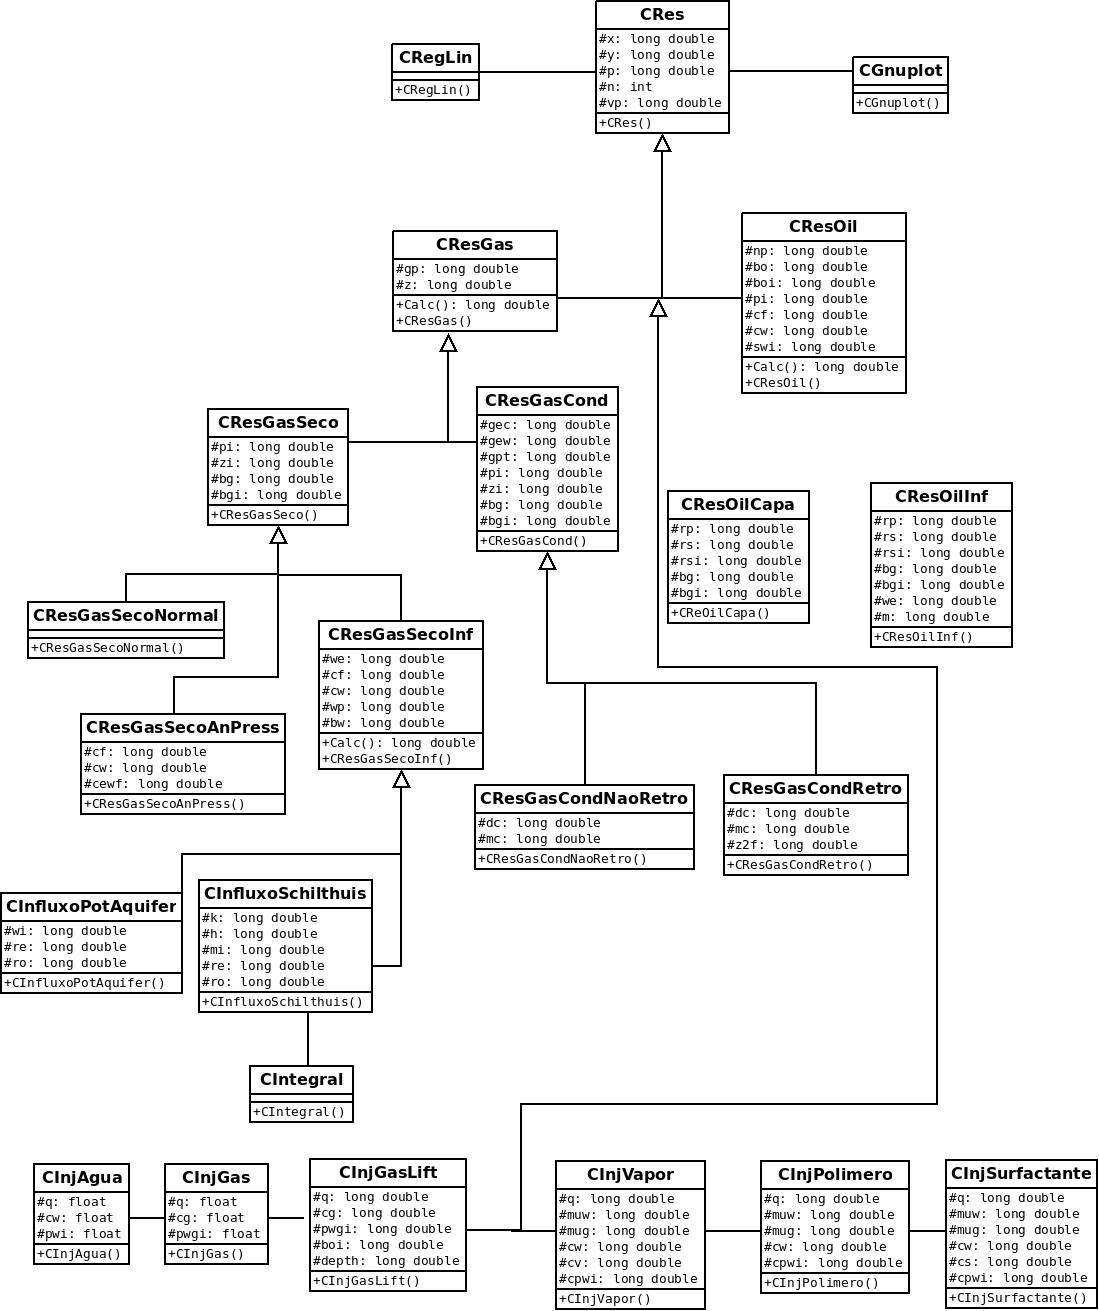 CRes
#x: long double
#y: long double
#p: long double
#n: int
#vp: long double
+CRes()
CRegLin
+CRegLin()
CGnuplot
+CGnuplot()
CResGas
#gp: long double
#z: long double
+Calc(): long double
+CResGas()
CResOil
#np: long double
#bo: long double
#boi: long double
#pi: long double
#cf: long double
#cw: long double
#swi: long double
+Calc(): long double
+CResOil()
CResGasSeco
#pi: long double
#zi: long double
#bg: long double
#bgi: long double
+CResGasSeco()
CResGasCond
#gec: long double
#gew: long double
#gpt: long double
#pi: long double
#zi: long double
#bg: long double
#bgi: long double
+CResGasCond()
CResOilCapa
#rp: long double
#rs: long double
#rsi: long double
#bg: long double
#bgi: long double
+CReOilCapa()
CResOilInf
#rp: long double
#rs: long double
#rsi: long double
#bg: long double
#bgi: long double
#we: long double
#m: long double
+CResOilInf()
CResGasSecoNormal
+CResGasSecoNormal()
CResGasSecoInf
#we: long double
#cf: long double
#cw: long double
#wp: long double
#bw: long double
+Calc(): long double
+CResGasSecoInf()
CResGasSecoAnPress
#cf: long double
#cw: long double
#cewf: long double
+CResGasSecoAnPress()
CResGasCondNaoRetro
#dc: long double
#mc: long double
+CResGasCondNaoRetro()
CResGasCondRetro
#dc: long double
#mc: long double
#z2f: long double
+CResGasCondRetro()
CInfluxoPotAquifer
#wi: long double
#re: long double
#ro: long double
+CInfluxoPotAquifer()
CInfluxoSchilthuis
#k: long double
#h: long double
#mi: long double
#re: long double
#ro: long double
+CInfluxoSchilthuis()
CIntegral
+CIntegral()
CInjAgua
#q: float
#cw: float
#pwi: float
+CInjAgua()
CInjGas
#q: float
#cg: float
#pwgi: float
+CInjGas()
CInjGasLift
#q: long double
#cg: long double
#pwgi: long double
#boi: long double
#depth: long double
+CInjGasLift()
CInjVapor
#q: long double
#muw: long double
#mug: long double
#cw: long double
#cv: long double
#cpwi: long double
+CInjVapor()
CInjPolimero
#q: long double
#muw: long double
#mug: long double
#cw: long double
#cpwi: long double
+CInjPolimero()
CInjSurfactante
#q: long double
#muw: long double
#mug: long double
#cw: long double
#cs: long double
#cpwi: long double
+CInjSurfactante()